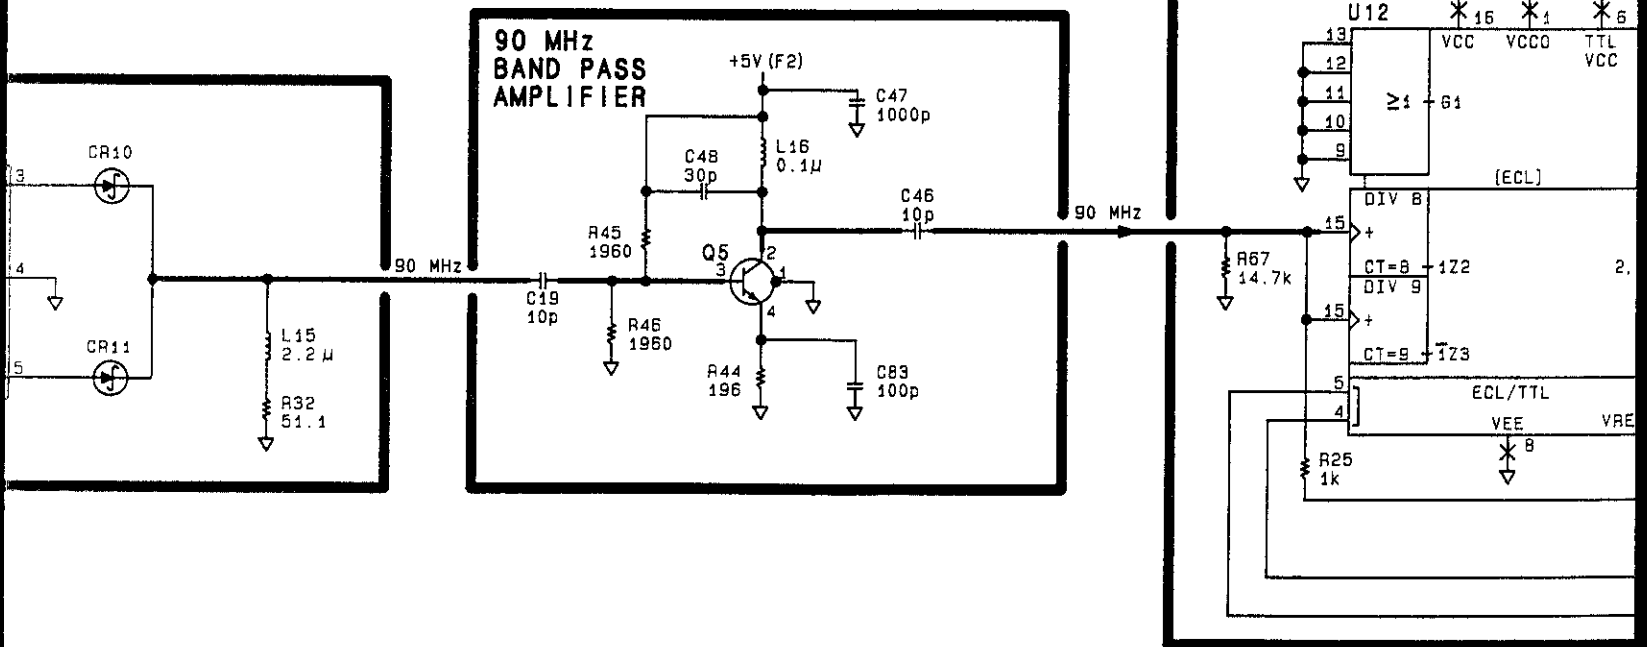 3
CR10
4
5
CR11
L15
2.2 µ
R32
51.1
90 MHz
90 MHz
BAND PASS
AMPLIFIER
+5V (F2)
C47
1000p
L16
0.1µ
C48
30p
R45
1960
Q5
3
2
1
4
C19
10p
R46
1960
R44
196
C83
100p
C46
10p
90 MHz
R67
14.7k
U12
16
VCC
1
VCCO
6
TTL
VCC
13
12
11
10
9
≥1
G1
(ECL)
DIV 8
15
+
CT=8
1Z2
DIV 9
15
+
CT=9
1Z3
2,
5
4
ECL/TTL
VEE
8
VRE
R25
1k